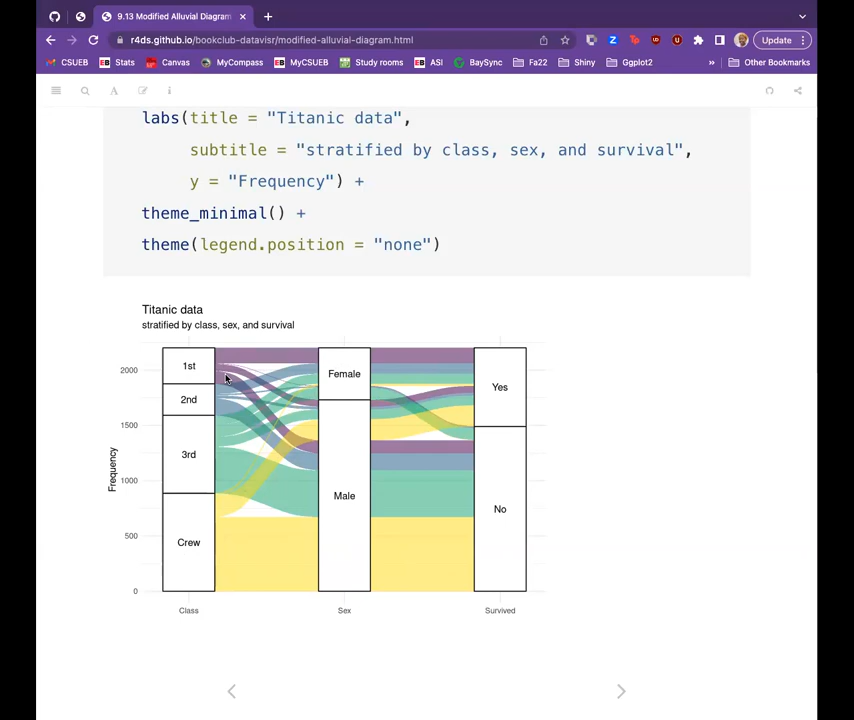 9.13 Modified Alluvial Diagram
r4ds.github.io/bookclub-datavisr/modified-alluvial-diagram.html
Update
CSUEB
EB Stats
Canvas
MyCompass
EB MyCSUEB
Study rooms
EB ASI
BaySync
Fa22
Shiny
Ggplot2
»
Other Bookmarks
labs(title = "Titanic data",
subtitle = "stratified by class, sex, and survival",
y = "Frequency") +
theme_minimal() +
theme(legend.position = "none")
Titanic data
stratified by class, sex, and survival
2000
1500
1000
500
0
Frequency
1st
2nd
3rd
Crew
Female
Male
Yes
No
Class
Sex
Survived